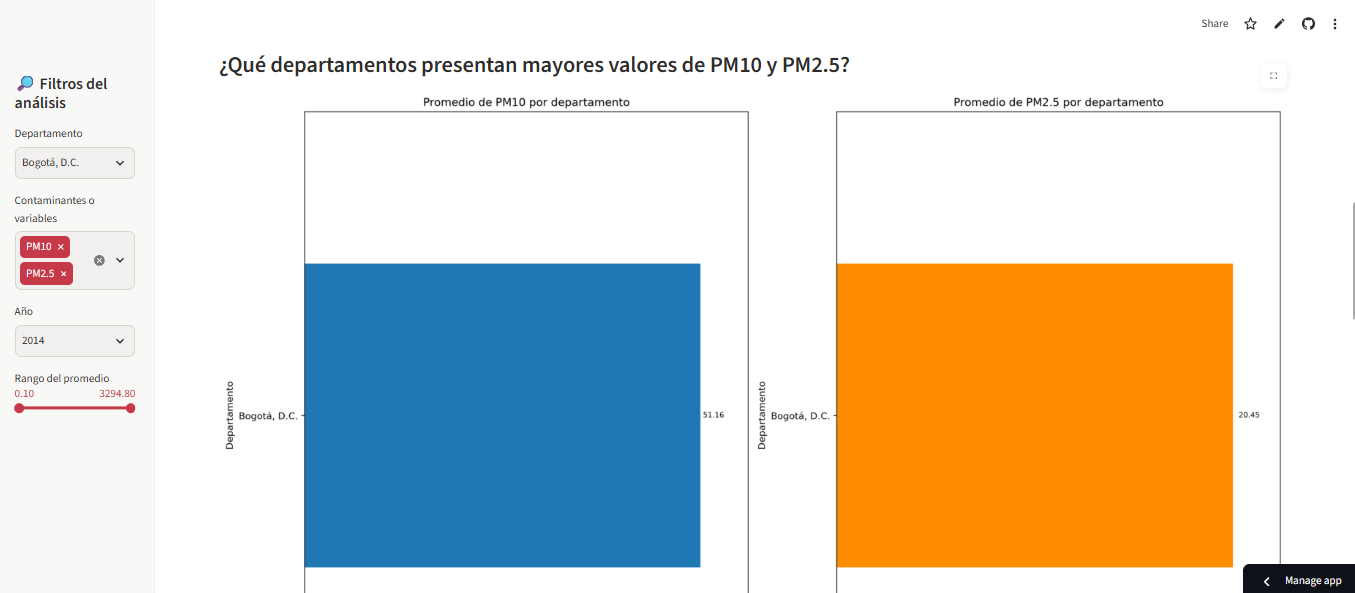 Share
🔎 Filtros del
análisis
Departamento
Bogotá, D.C.
Contaminantes o
variables
PM10 ×
PM2.5 ×
Año
2014
Rango del promedio
0.10 3294.80
¿Qué departamentos presentan mayores valores de PM10 y PM2.5?
Promedio de PM10 por departamento
Departamento
Bogotá, D.C.
51.16
Promedio de PM2.5 por departamento
Departamento
Bogotá, D.C.
20.45
Manage app